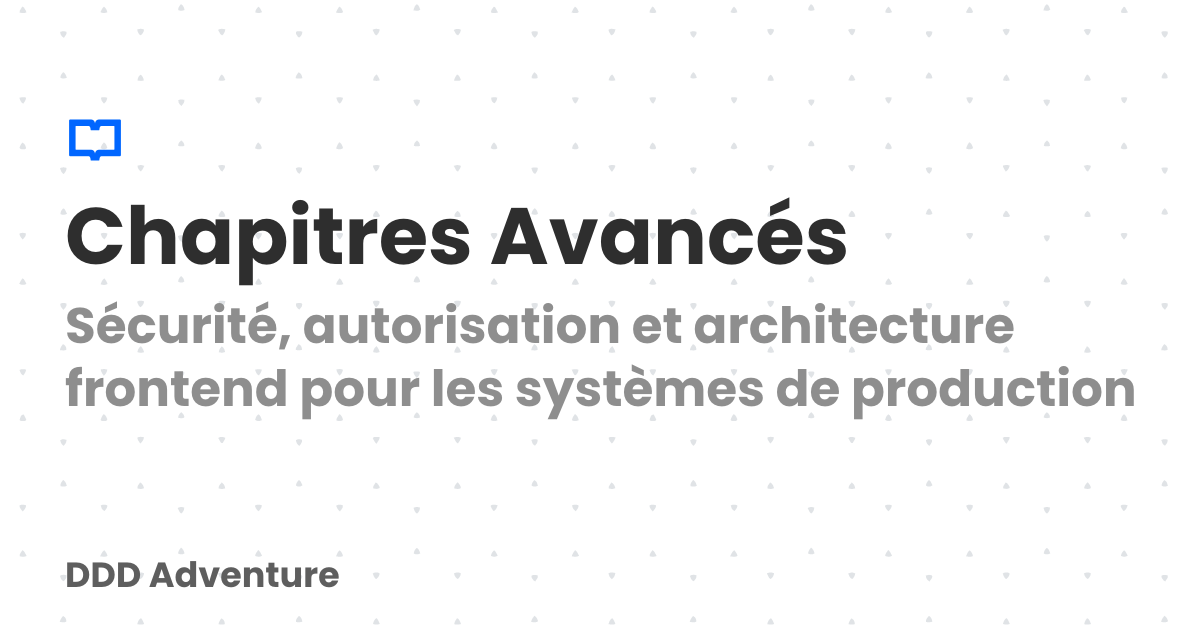 Chapitres Avancés
Sécurité, autorisation et architecture
frontend pour les systèmes de production
DDD Adventure